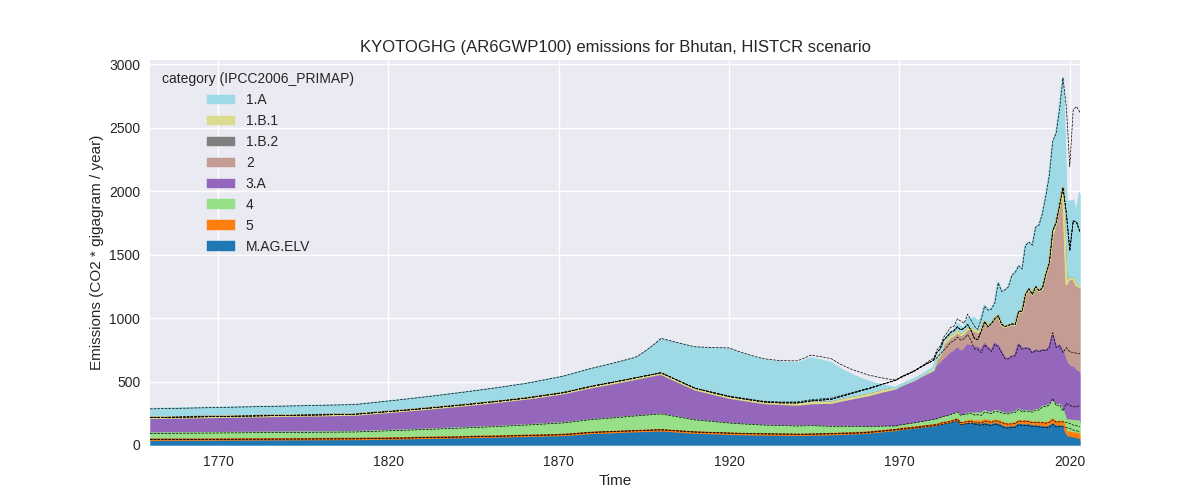 KYOTOGHG (AR6GWP100) emissions for Bhutan, HISTCR scenario
category (IPCC2006_PRIMAP)
1.A
1.B.1
1.B.2
2
3.A
4
5
M.AG.ELV
Emissions (CO2 * gigagram / year)
3000
2500
2000
1500
1000
500
0
1770
1820
1870
1920
1970
2020
Time